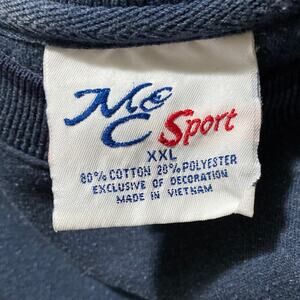 M&C Sport
XXL
80% COTTON 20% POLYESTER
EXCLUSIVE OF DECORATION
MADE IN VIETNAM